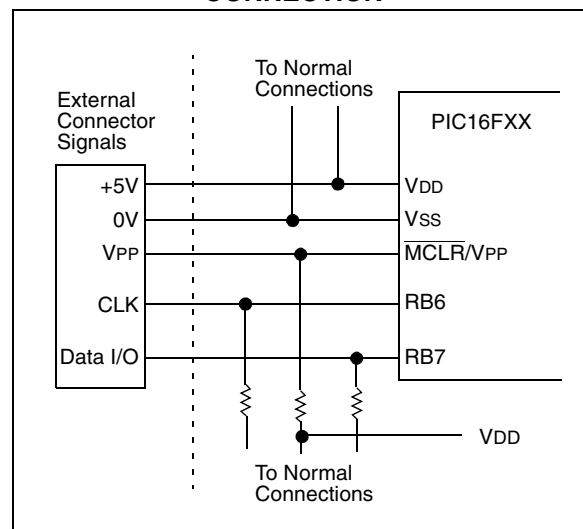 To Normal
Connections
External
Connector
Signals
PIC16FXX
+5V
VDD
0V
VSS
VPP
MCLR/VPP
CLK
RB6
Data I/O
RB7
VDD
To Normal
Connections